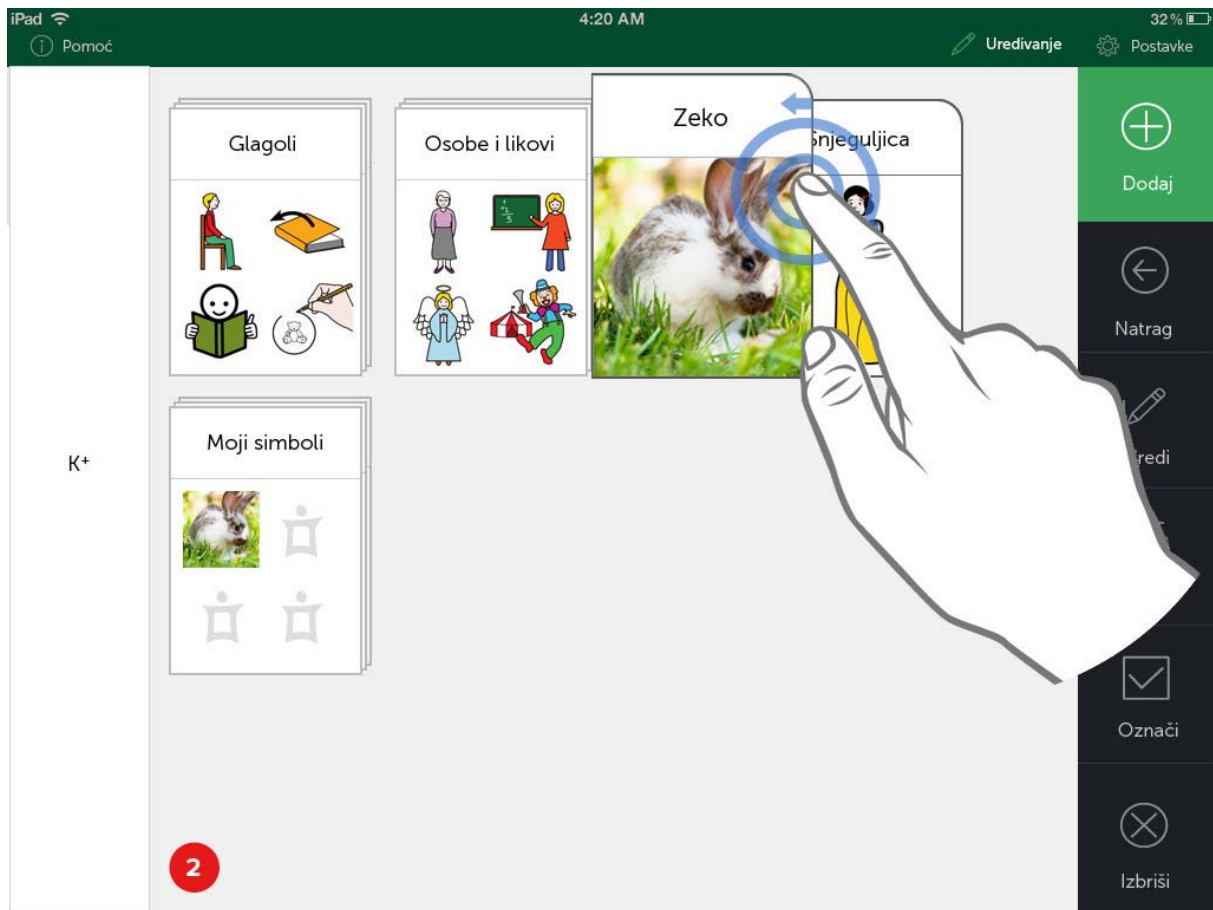 iPad
4:20 AM
32%
Pomoć
Uređivanje
Postavke
Glagoli
Osobe i likovi
Zeko
Snjeguljica
Dodaj
Natrag
Moji simboli
K+
redi
Označi
2
Izbriši